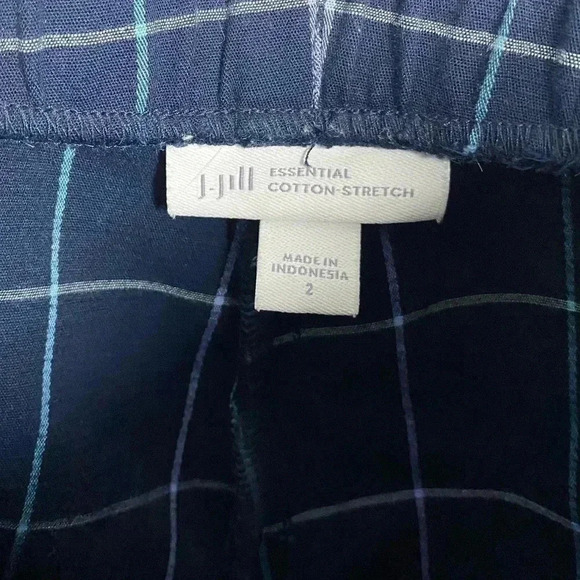 J.Jill
ESSENTIAL
COTTON-STRETCH
MADE IN
INDONESIA
2